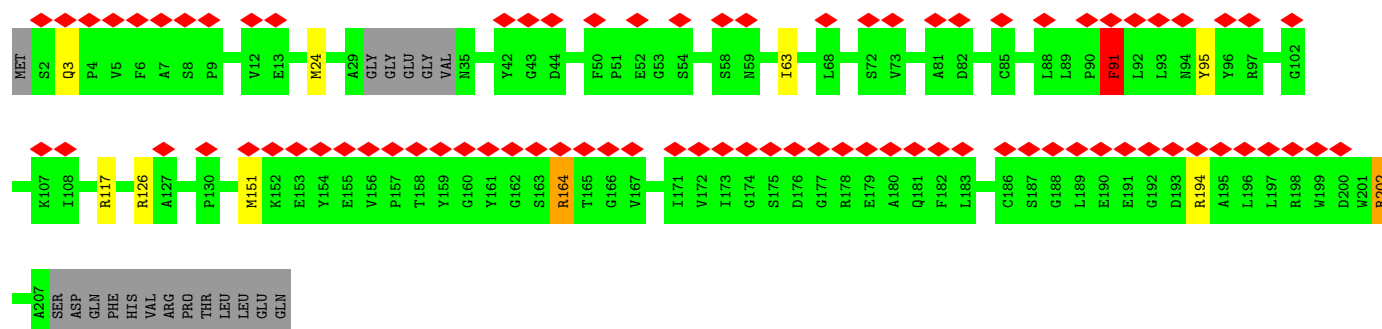 MET S2 Q3 P4 V5 F6 A7 S8 P9 V12 E13 M24 A29 GLY GLY GLU GLY VAL N35 Y42 G43 D44 F50 P51 E52 G53 S54 S58 N59 I63 L68 S72 V73 A81 D82 C85 L88 L89 P90 F91 L92 L93 N94 Y95 Y96 R97 G102
K107 I108 R117 R126 A127 P130 M151 K152 E153 Y154 E155 V156 P157 T158 Y159 G160 Y161 G162 S163 R164 T165 G166 V167 I171 V172 I173 G174 S175 D176 G177 R178 E179 A180 Q181 F182 L183 C186 S187 G188 L189 E190 E191 G192 D193 R194 A195 L196 L197 R198 W199 D200 W201 R202
A207 SER ASP GLN PHE HIS VAL ARG PRO THR LEU LEU GLU GLN